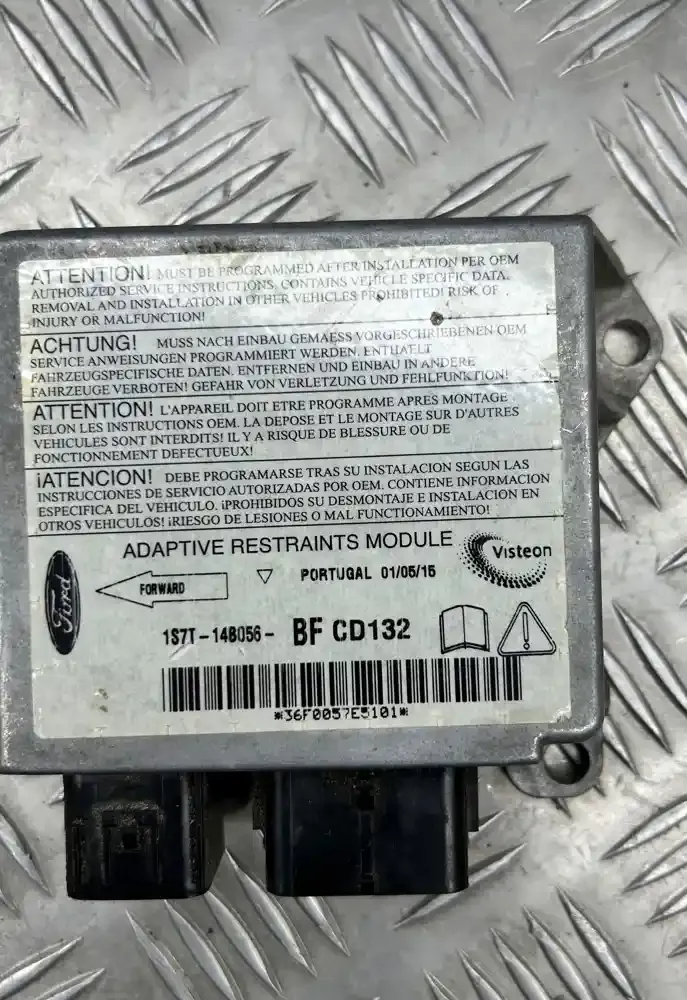 ATTENTION! MUST BE PROGRAMMED AFTER INSTALLATION PER OEM
AUTHORIZED SERVICE INSTRUCTIONS. CONTAINS VEHICLE SPECIFIC DATA.
REMOVAL AND INSTALLATION IN OTHER VEHICLES PROHIBITED! RISK OF
INJURY OR MALFUNCTION!
ACHTUNG! MUSS NACH EINBAU GEMAESS VORGESCHRIEBENEN OEM
SERVICE ANWEISUNGEN PROGRAMMIERT WERDEN. ENTHAELT
FAHRZEUGSPEZIFISCHE DATEN. ENTFERNEN UND EINBAU IN ANDERE
FAHRZEUGE VERBOTEN! GEFAHR VON VERLETZUNG UND FEHLFUNKTION!
ATTENTION! L'APPAREIL DOIT ETRE PROGRAMME APRES MONTAGE
SELON LES INSTRUCTIONS OEM. LA DEPOSE ET LE MONTAGE SUR D'AUTRES
VEHICULES SONT INTERDITS! IL Y A RISQUE DE BLESSURE OU DE
FONCTIONNEMENT DEFECTUEUX!
¡ATENCION! DEBE PROGRAMARSE TRAS SU INSTALACION SEGUN LAS
INSTRUCCIONES DE SERVICIO AUTORIZADAS POR OEM. CONTIENE INFORMACION
ESPECIFICA DEL VEHICULO. ¡PROHIBIDOS SU DESMONTAJE E INSTALACION EN
OTROS VEHICULOS! ¡RIESGO DE LESIONES O MAL FUNCIONAMIENTO!
ADAPTIVE RESTRAINTS MODULE
Visteon
Ford
FORWARD
PORTUGAL 01/05/15
1S7T-14B056- BF CD132
*36F0057E5101*